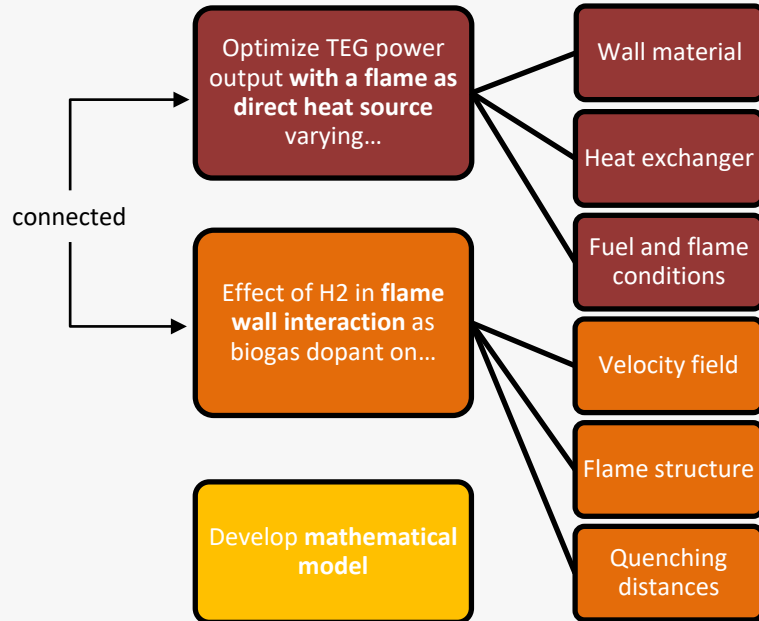 Optimize TEG power
output with a flame as
direct heat source
varying…
Wall material
Heat exchanger
Fuel and flame
conditions
connected
Effect of H2 in flame
wall interaction as
biogas dopant on…
Velocity field
Flame structure
Quenching
distances
Develop mathematical
model